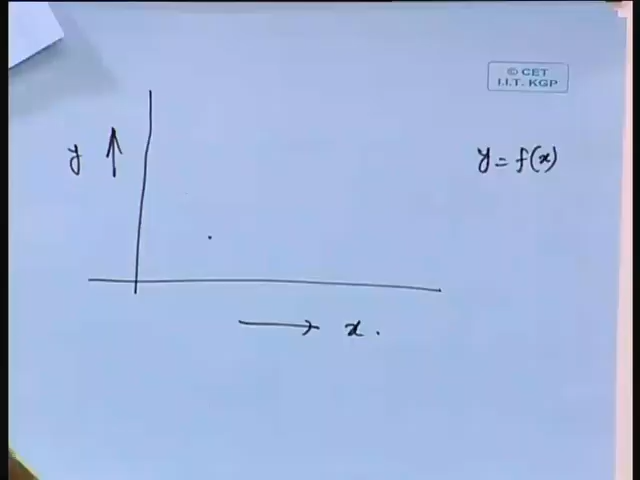 © CET
I.I.T. KGP
y
y = f(x)
x.